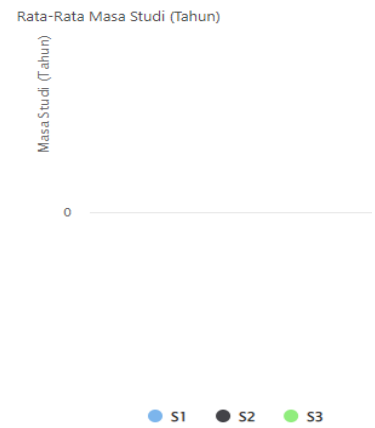 Rata-Rata Masa Studi (Tahun)
Masa Studi (Tahun)
0
S1 S2 S3